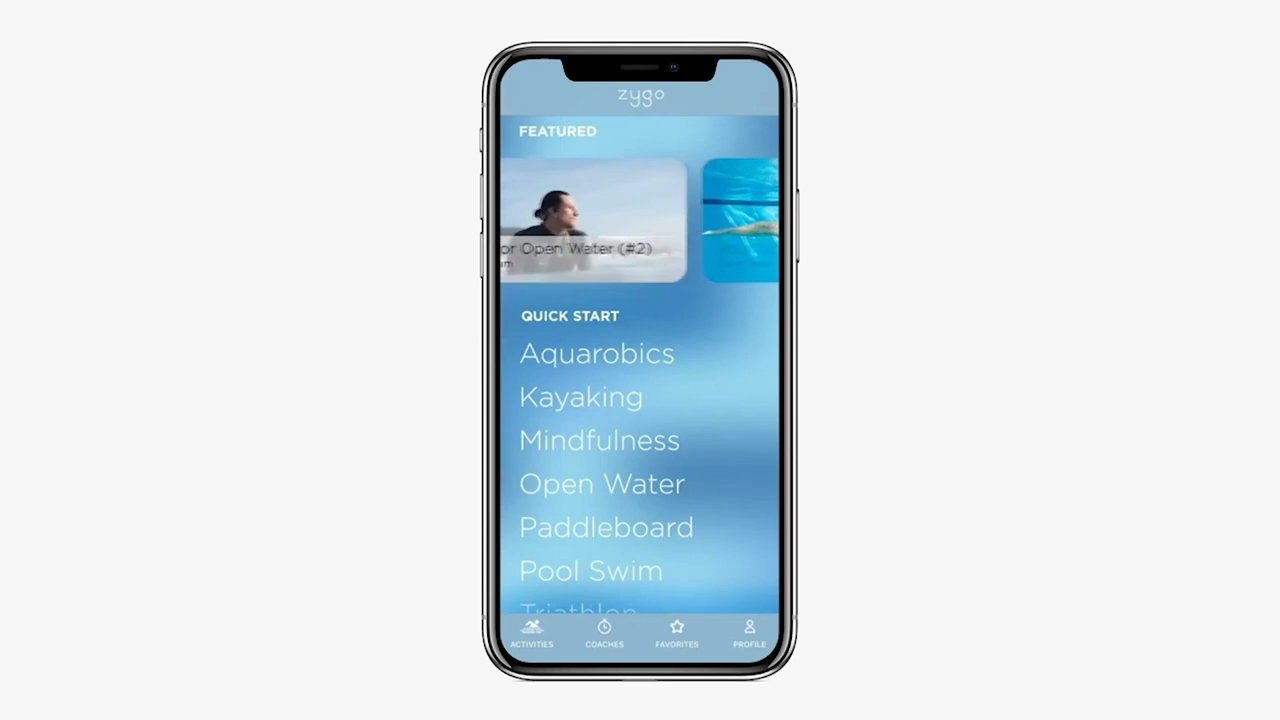 zygo
FEATURED
or Open Water (#2)
QUICK START
Aquarobics
Kayaking
Mindfulness
Open Water
Paddleboard
Pool Swim
Triathlon
ACTIVITIES
COACHES
FAVORITES
PROFILE